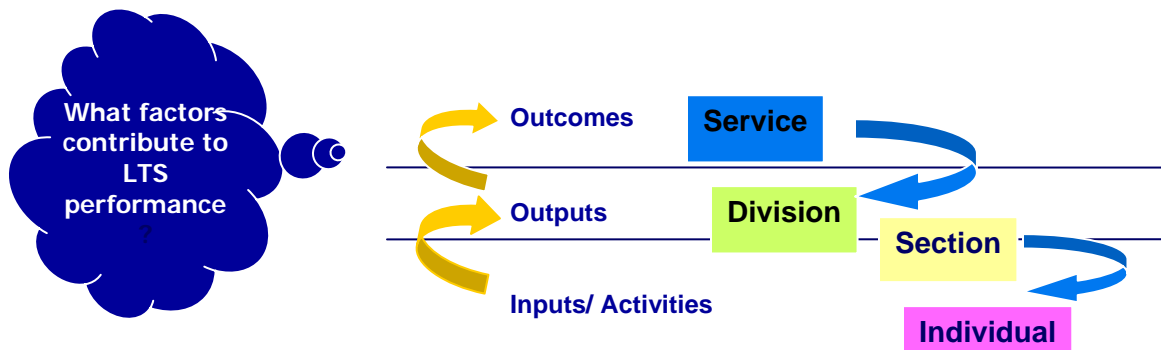 What factors
contribute to
LTS
performance
?
Outcomes
Service
Outputs
Division
Section
Inputs/ Activities
Individual